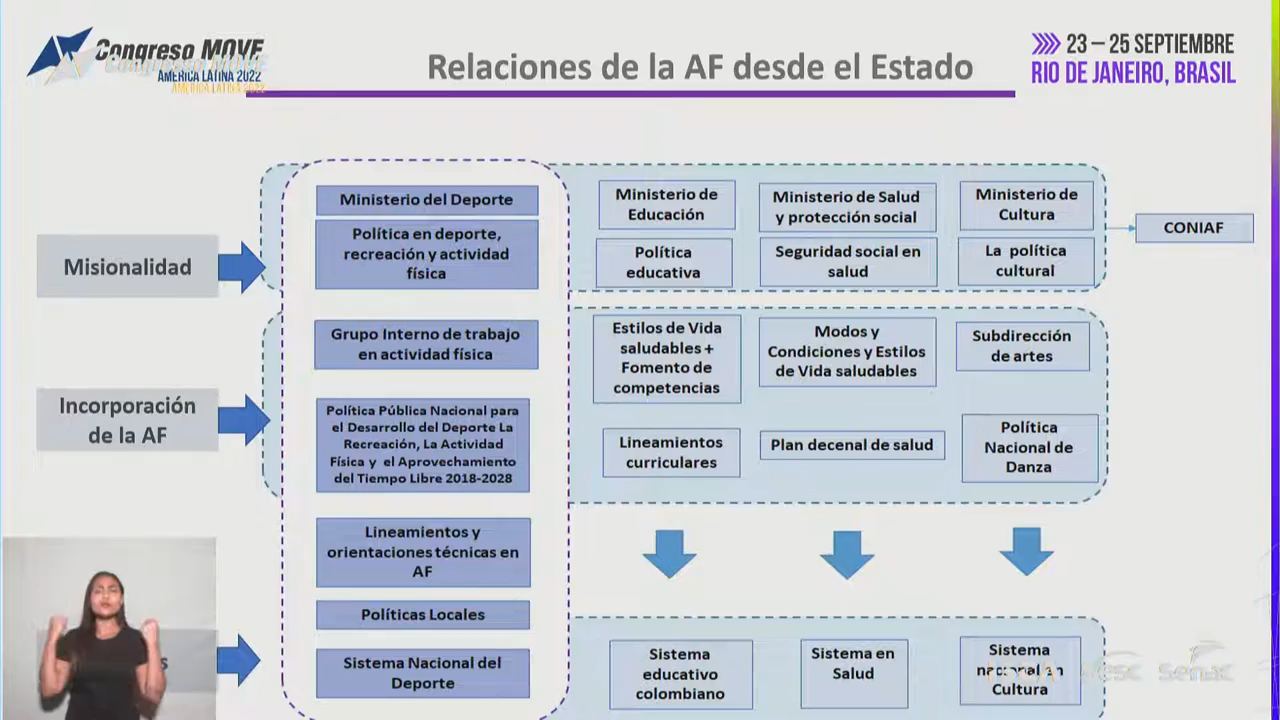 Congreso MOVE
AMÉRICA LATINA 2022
Relaciones de la AF desde el Estado
23 – 25 SEPTIEMBRE
RIO DE JANEIRO, BRASIL
Misionalidad
Ministerio del Deporte
Política en deporte,
recreación y actividad
física
Ministerio de
Educación
Política
educativa
Ministerio de Salud
y protección social
Seguridad social en
salud
Ministerio de
Cultura
La política
cultural
CONIAF
Incorporación
de la AF
Grupo Interno de trabajo
en actividad física
Política Pública Nacional para
el Desarrollo del Deporte La
Recreación, La Actividad
Física y el Aprovechamiento
del Tiempo Libre 2018-2028
Estilos de Vida
saludables +
Fomento de
competencias
Lineamientos
curriculares
Modos y
Condiciones y Estilos
de Vida saludables
Plan decenal de salud
Subdirección
de artes
Política
Nacional de
Danza
Lineamientos y
orientaciones técnicas en
AF
Políticas Locales
Sistema Nacional del
Deporte
Sistema
educativo
colombiano
Sistema en
Salud
Sistema
nacional en
Cultura
Sesc
Senac